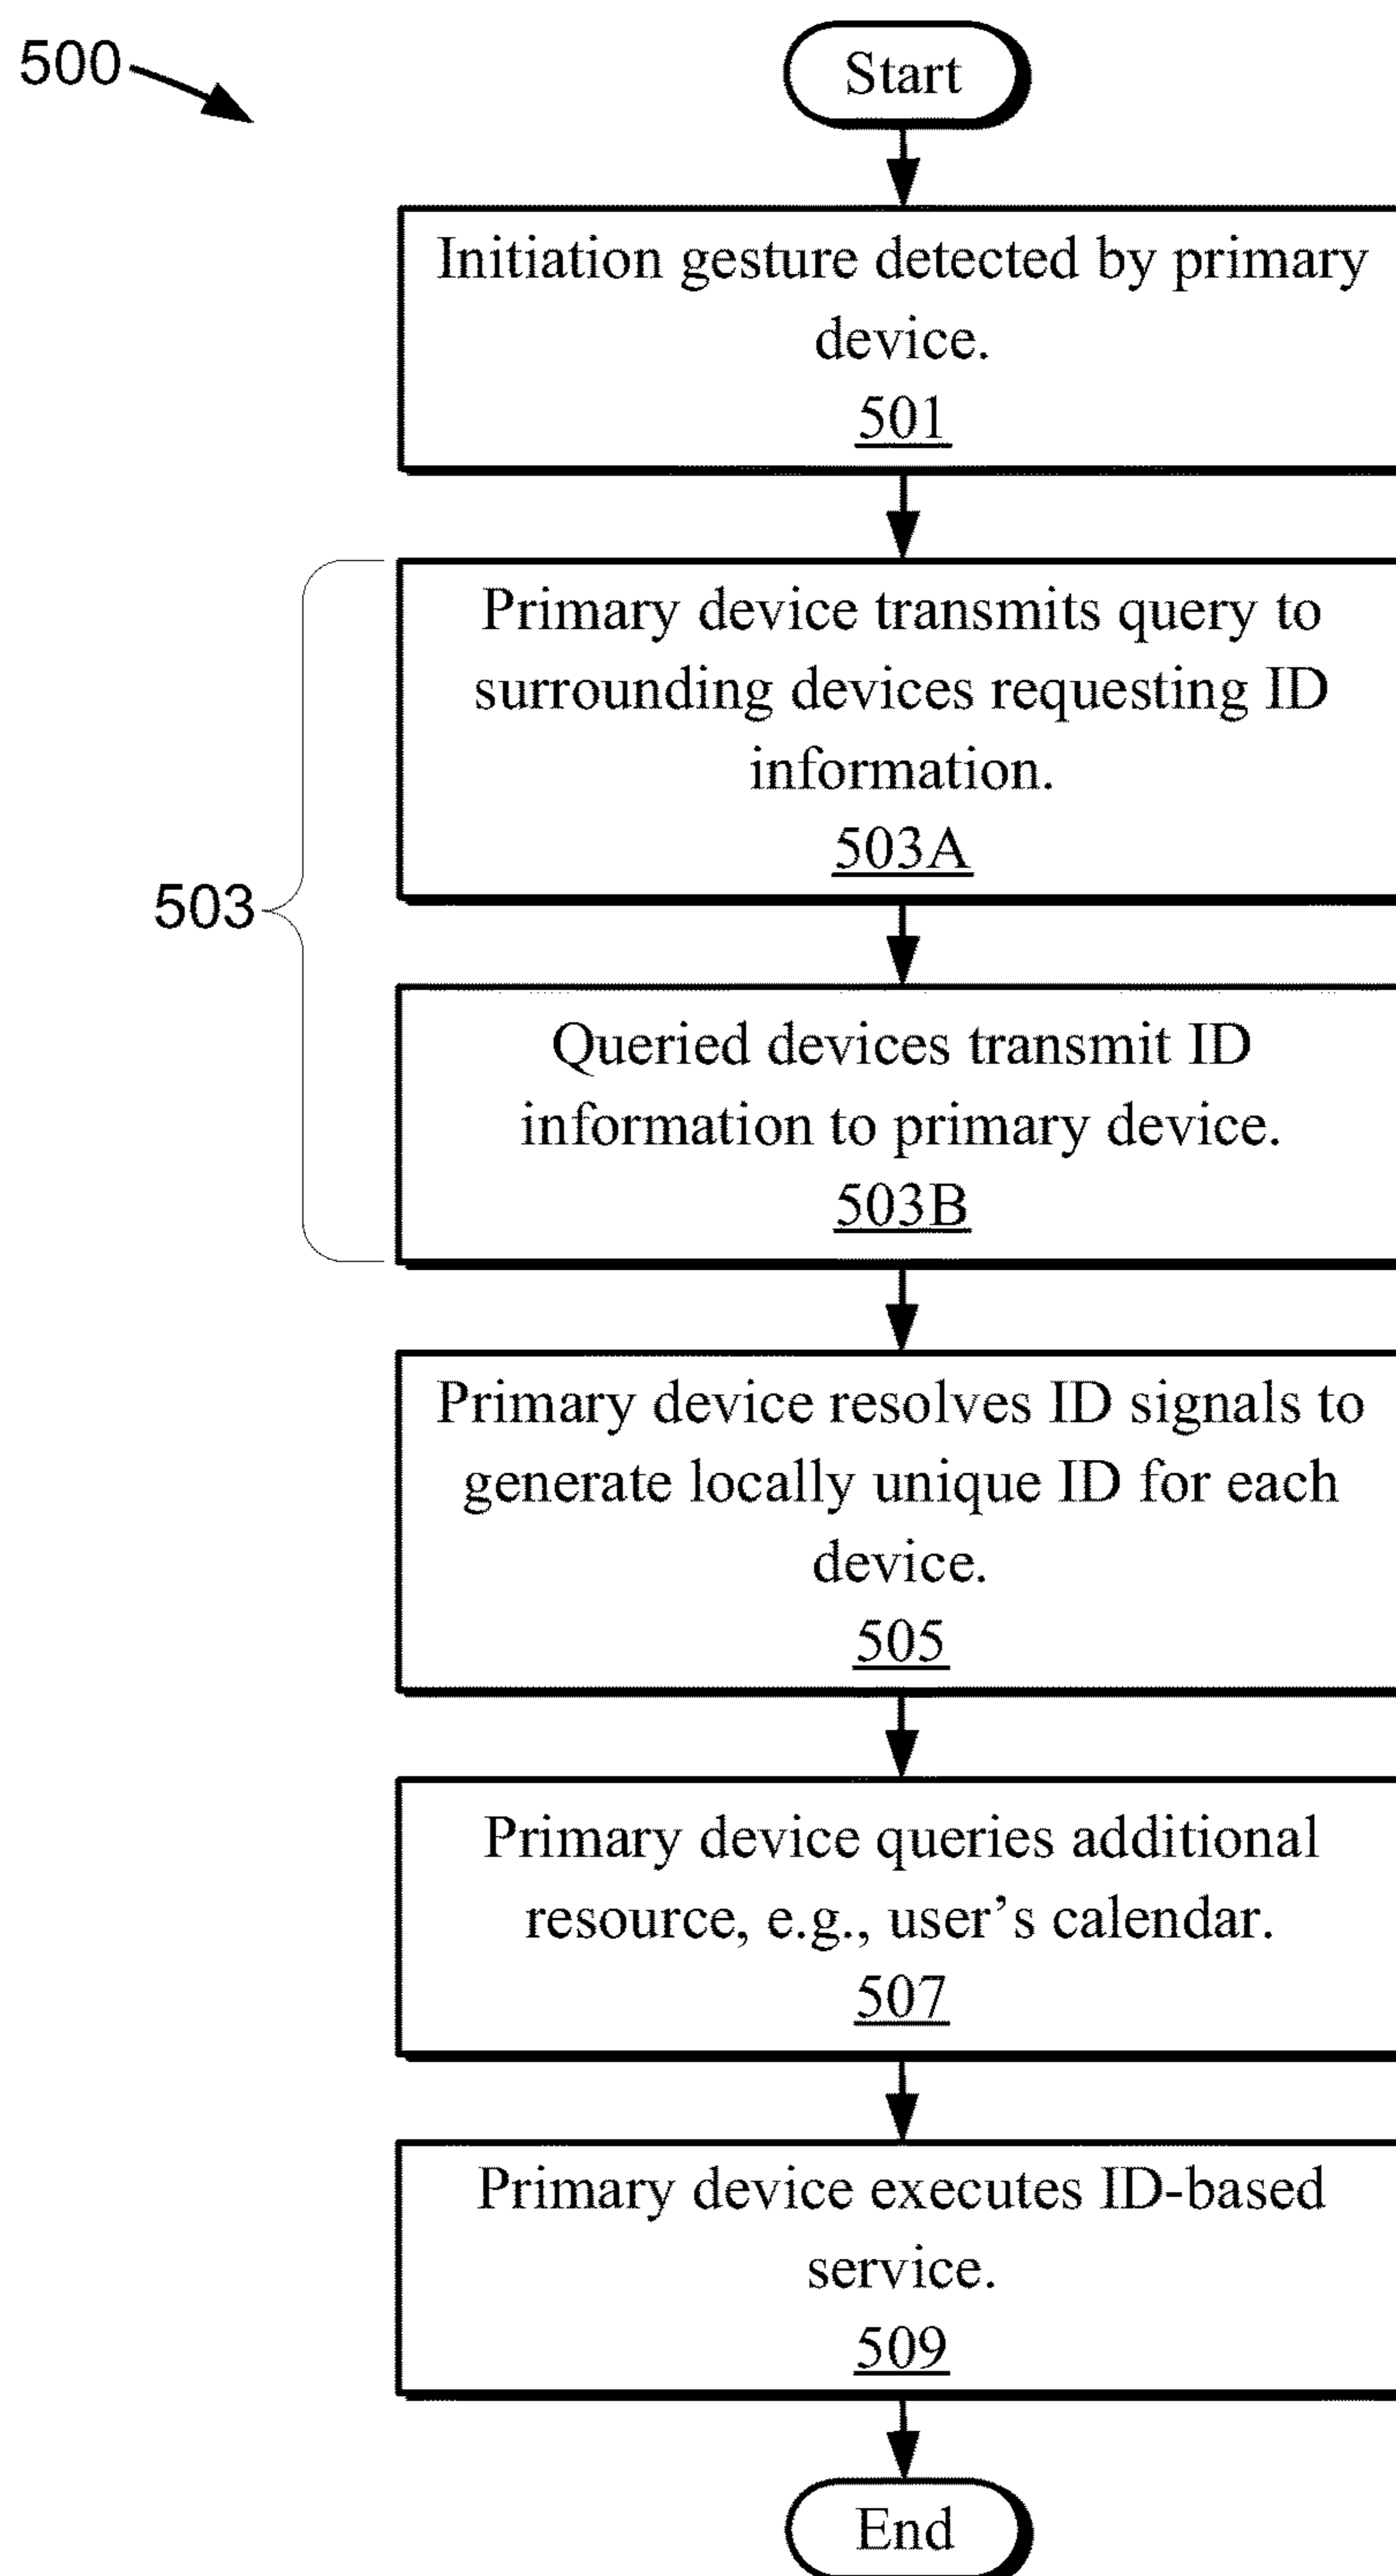 500
Start
Initiation gesture detected by primary
device.
501
503
Primary device transmits query to
surrounding devices requesting ID
information.
503A
Queried devices transmit ID
information to primary device.
503B
Primary device resolves ID signals to
generate locally unique ID for each
device.
505
Primary device queries additional
resource, e.g., user’s calendar.
507
Primary device executes ID-based
service.
509
End